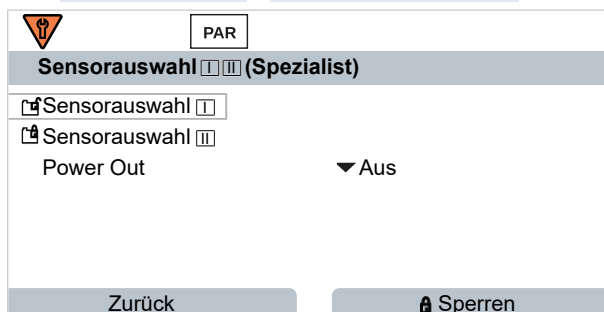 PAR
Sensorauswahl I II (Spezialist)
Sensorauswahl I
Sensorauswahl II
Power Out Aus
Zurück Sperren